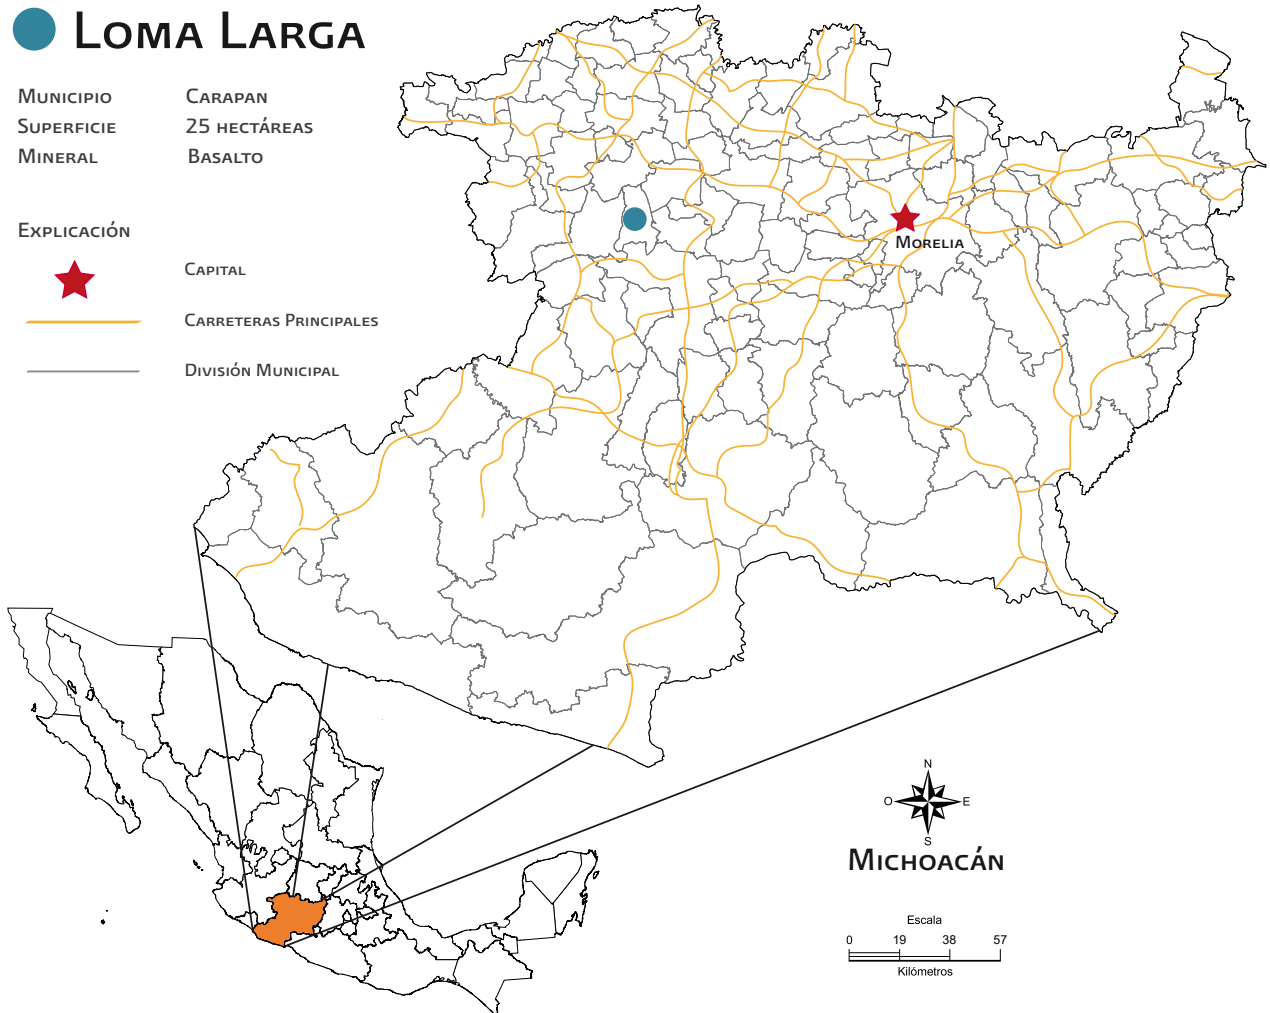 Loma Larga
Municipio Carapan
Superficie 25 hectáreas
Mineral Basalto
Explicación
Capital
Carreteras Principales
División Municipal
Morelia
N
O E
S
Michoacán
Escala
0 19 38 57
Kilómetros